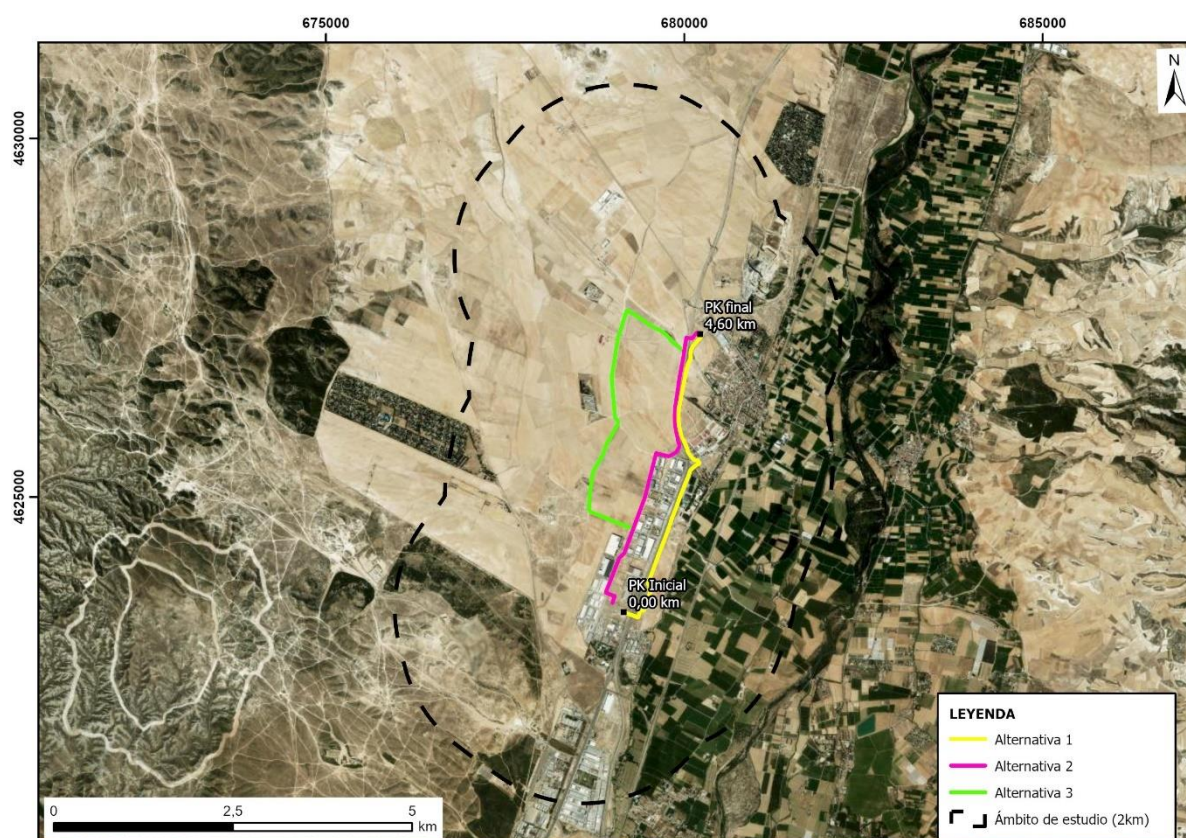 675000
680000
685000
N
4630000
PK final
4,60 km
4625000
PK Inicial
0,00 km
LEYENDA
Alternativa 1
Alternativa 2
Alternativa 3
Ámbito de estudio (2km)
0
2,5
5
km